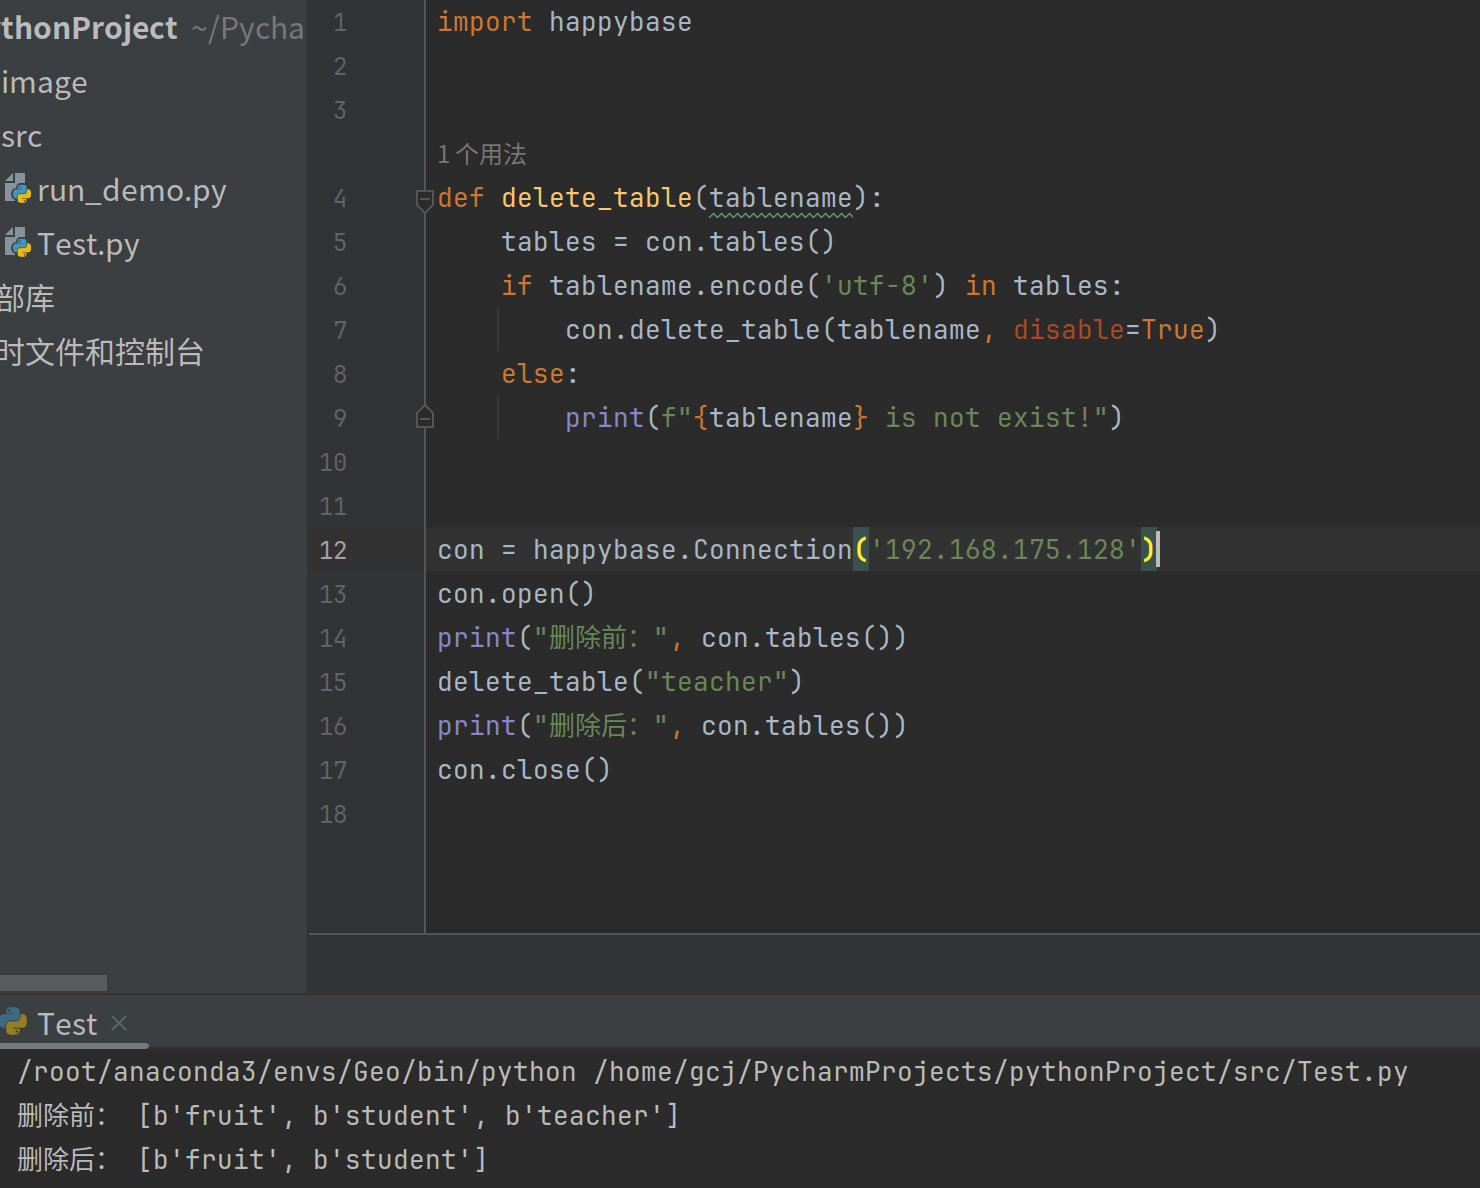 thonProject ~/Pycha
image
src
run_demo.py
Test.py
部库
时文件和控制台
1 import happybase
2
3
1 个用法
4 def delete_table(tablename):
5 tables = con.tables()
6 if tablename.encode('utf-8') in tables:
7 con.delete_table(tablename, disable=True)
8 else:
9 print(f"{tablename} is not exist!")
10
11
12 con = happybase.Connection('192.168.175.128')
13 con.open()
14 print("删除前：", con.tables())
15 delete_table("teacher")
16 print("删除后：", con.tables())
17 con.close()
18
Test ×
/root/anaconda3/envs/Geo/bin/python /home/gcj/PycharmProjects/pythonProject/src/Test.py
删除前： [b'fruit', b'student', b'teacher']
删除后： [b'fruit', b'student']